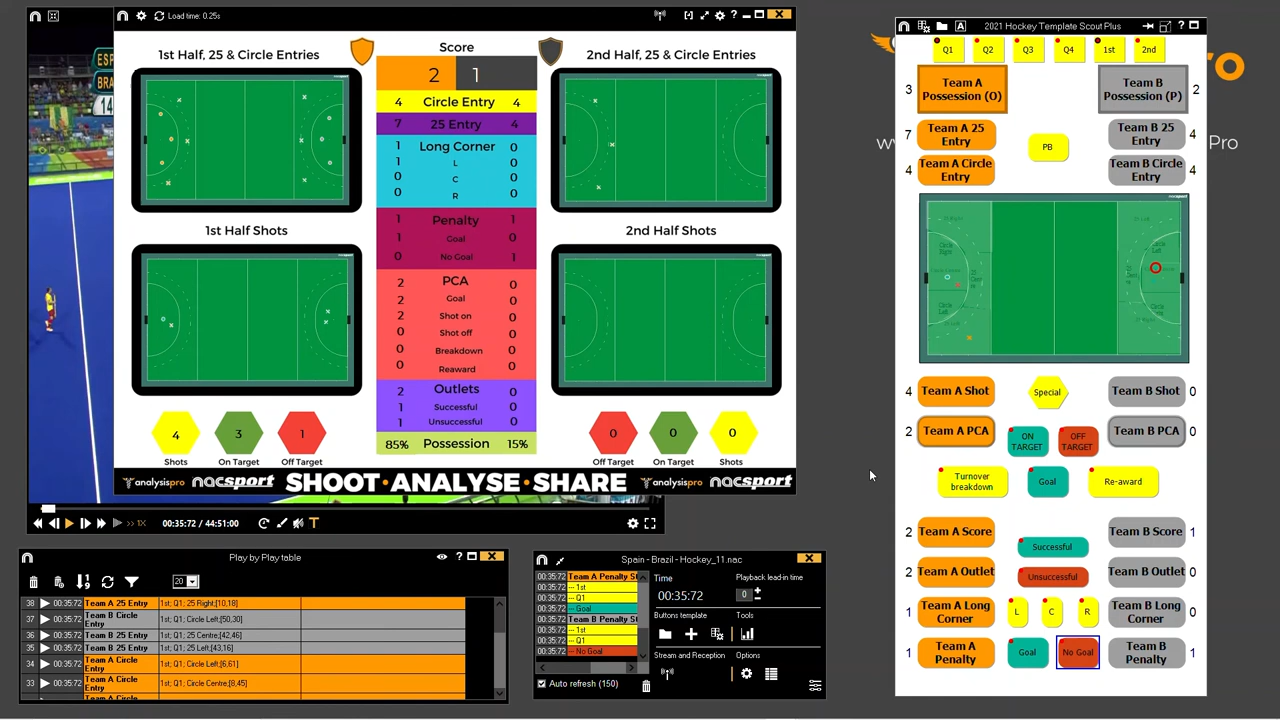 Load time: 0.25s
ESP
BRA
14
1st Half, 25 & Circle Entries
Score
2nd Half, 25 & Circle Entries
2 1
4 Circle Entry 4
7 25 Entry 4
1 Long Corner 0
1 L 0
0 C 0
0 R 0
1 Penalty 1
1 Goal 0
0 No Goal 1
1st Half Shots
2nd Half Shots
2 PCA 0
2 Goal 0
2 Shot on 0
0 Shot off 0
0 Breakdown 0
0 Reaward 0
2 Outlets 0
1 Successful 0
1 Unsuccessful 0
85% Possession 15%
4 3 1
Shots On Target Off Target
0 0 0
Off Target On Target Shots
analysispro nacsport SHOOT·ANALYSE·SHARE nacsport analysispro
1X 00:35:72 / 44:51:00
Play by Play table
20
38 00:35:72 Team A 25 Entry 1st; Q1; 25 Right;[10,18]
37 00:35:72 Team B Circle Entry 1st; Q1; Circle Left;[50,30]
36 00:35:72 Team B 25 Entry 1st; Q1; 25 Centre;[42,46]
35 00:35:72 Team B 25 Entry 1st; Q1; 25 Left;[43,16]
34 00:35:72 Team A Circle Entry 1st; Q1; Circle Left;[6,61]
33 00:35:72 Team A Circle Entry 1st; Q1; Circle Centre;[8,45]
Spain - Brazil - Hockey_11.nac
00:35:72 Team A Penalty St
00:35:72 --- 1st
00:35:72 --- Q1
00:35:72 --- Goal
00:35:72 Team B Penalty St
00:35:72 --- 1st
00:35:72 --- Q1
00:35:72 --- No Goal
Auto refresh (150)
Time
Playback lead-in time
00:35:72 0
Buttons template
Tools
Stream and Reception
Options
2021 Hockey Template Scout Plus
Q1 Q2 Q3 Q4 1st 2nd
3 Team A Possession (O)
Team B Possession (P) 2
7 Team A 25 Entry
PB
Team B 25 Entry 4
4 Team A Circle Entry
Team B Circle Entry 4
4 Team A Shot Special Team B Shot 0
2 Team A PCA ON TARGET OFF TARGET Team B PCA 0
Turnover breakdown Goal Re-award
2 Team A Score Team B Score 1
Successful
2 Team A Outlet Unsuccessful Team B Outlet 0
1 Team A Long Corner L C R Team B Long Corner 0
1 Team A Penalty Goal No Goal Team B Penalty 1
ro
w
Pro